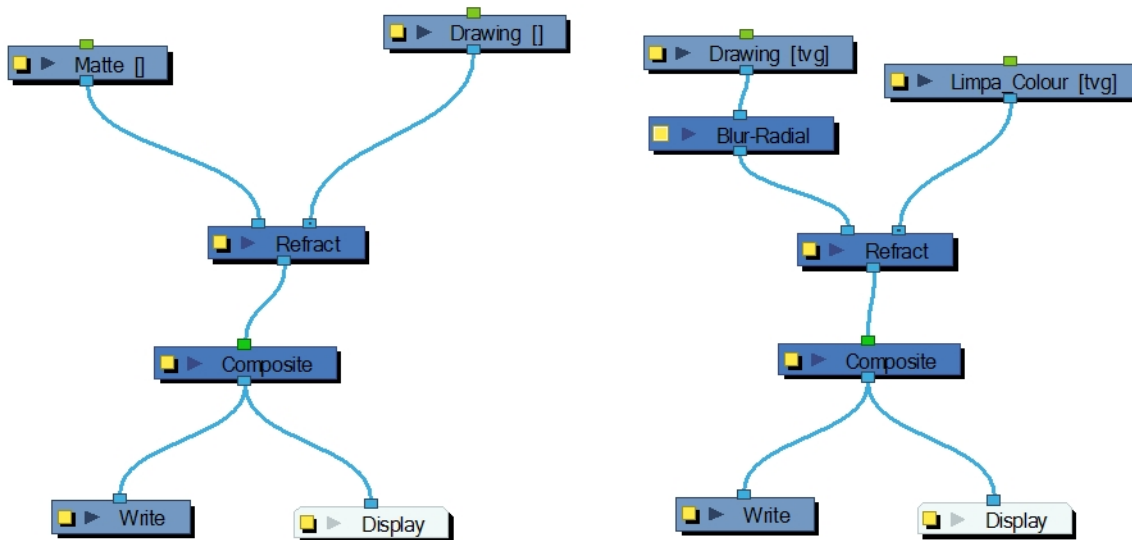 Matte []
Drawing []
Refract
Composite
Write
Display
Drawing [tvg]
Limpa_Colour [tvg]
Blur-Radial
Refract
Composite
Write
Display